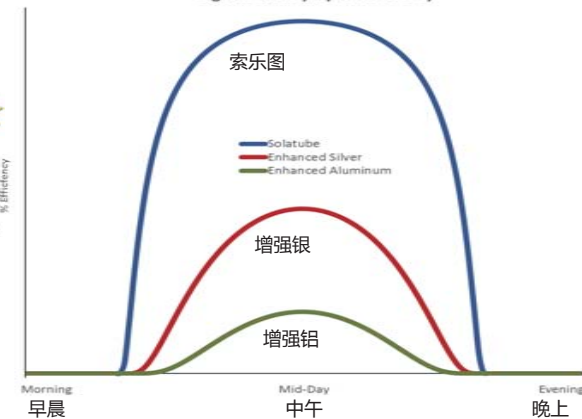 索乐图
Solatube
Enhanced Silver
Enhanced Aluminum
增强银
增强铝
% Efficiency
Morning
Mid-Day
Evening
早晨
中午
晚上